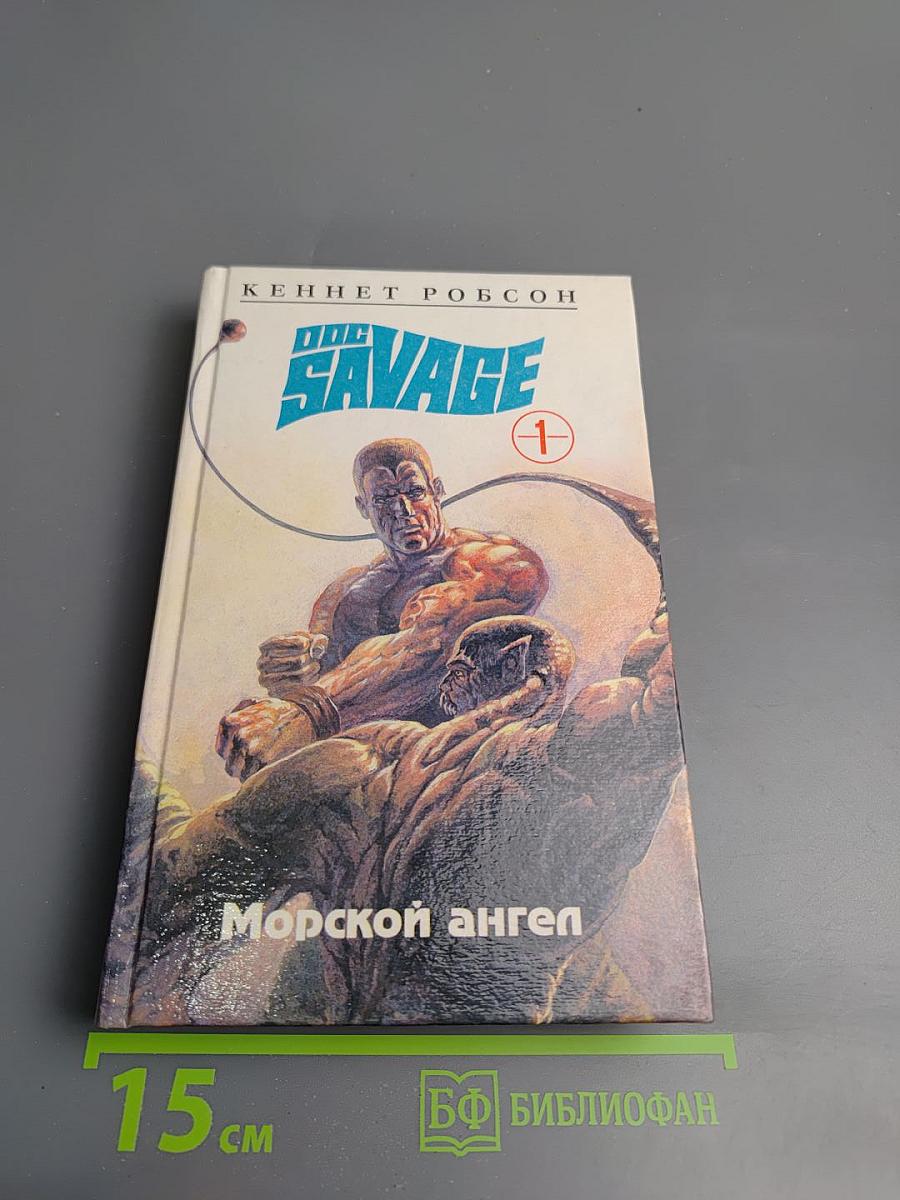 КЕННЕТ РОБСОН
DOC
SAVAGE
1
Морской ангел
15 см
БФ БИБЛИОФАН